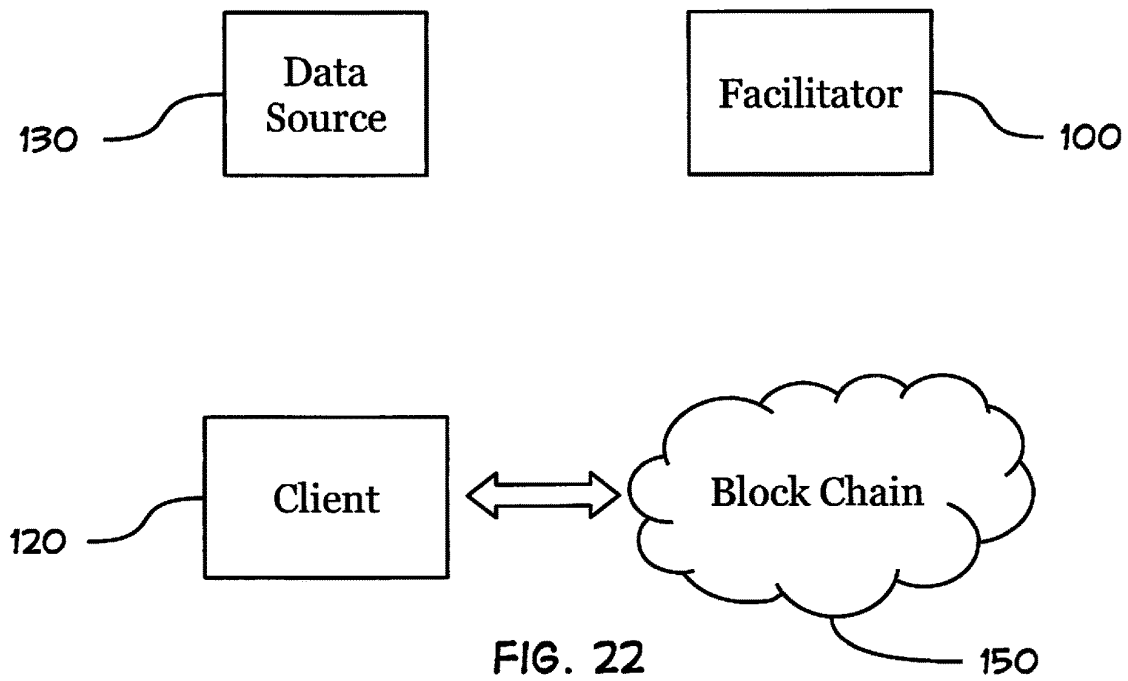 Data
Source
Facilitator
130
100
Client
Block Chain
120
FIG. 22
150